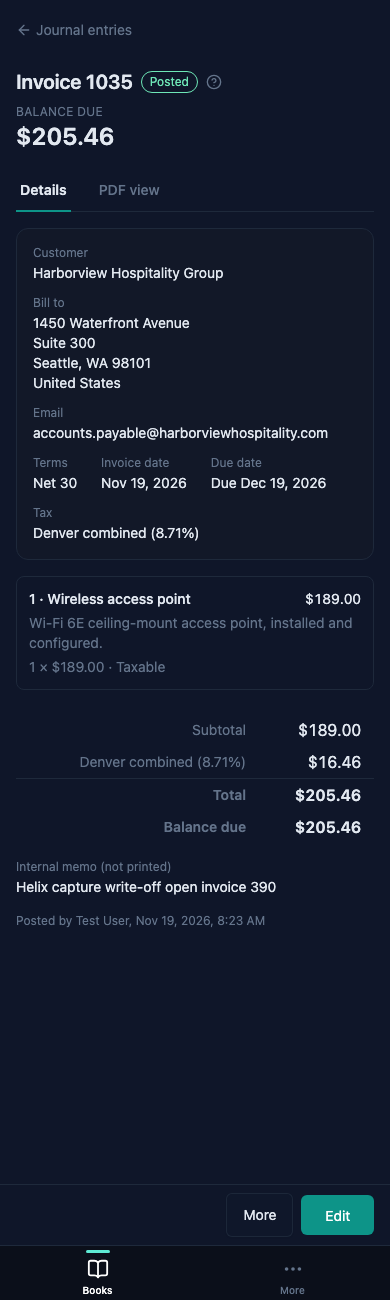 Journal entries
Invoice 1035 Posted
BALANCE DUE
$205.46
Details PDF view
Customer
Harborview Hospitality Group
Bill to
1450 Waterfront Avenue
Suite 300
Seattle, WA 98101
United States
Email
accounts.payable@harborviewhospitality.com
Terms Invoice date Due date
Net 30 Nov 19, 2026 Due Dec 19, 2026
Tax
Denver combined (8.71%)
1 · Wireless access point $189.00
Wi-Fi 6E ceiling-mount access point, installed and
configured.
1 × $189.00 · Taxable
Subtotal $189.00
Denver combined (8.71%) $16.46
Total $205.46
Balance due $205.46
Internal memo (not printed)
Helix capture write-off open invoice 390
Posted by Test User, Nov 19, 2026, 8:23 AM
More Edit
Books More